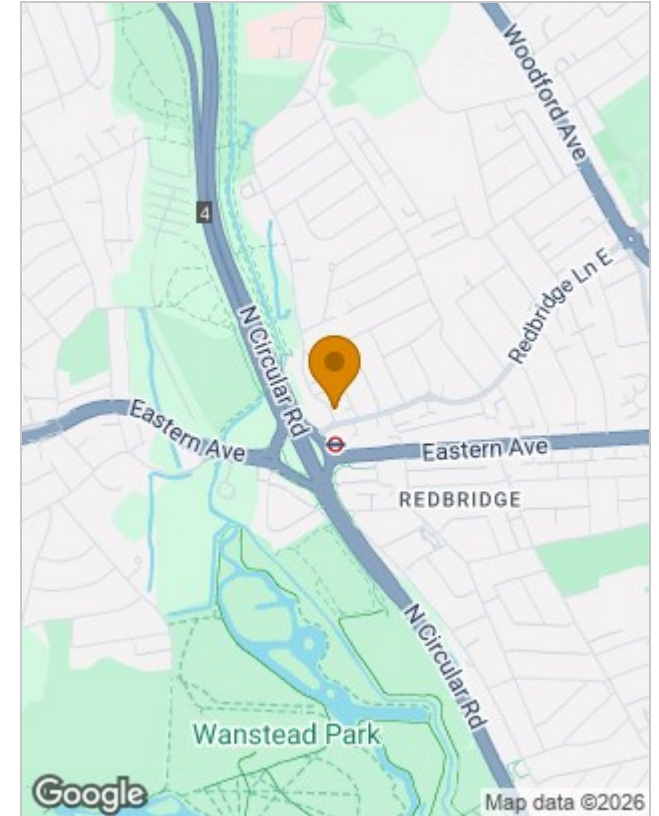 Woodford Ave
4
Redbridge Ln E
N Circular Rd
Eastern Ave
Eastern Ave
REDBRIDGE
N Circular Rd
Wanstead Park
Google
Map data ©2026